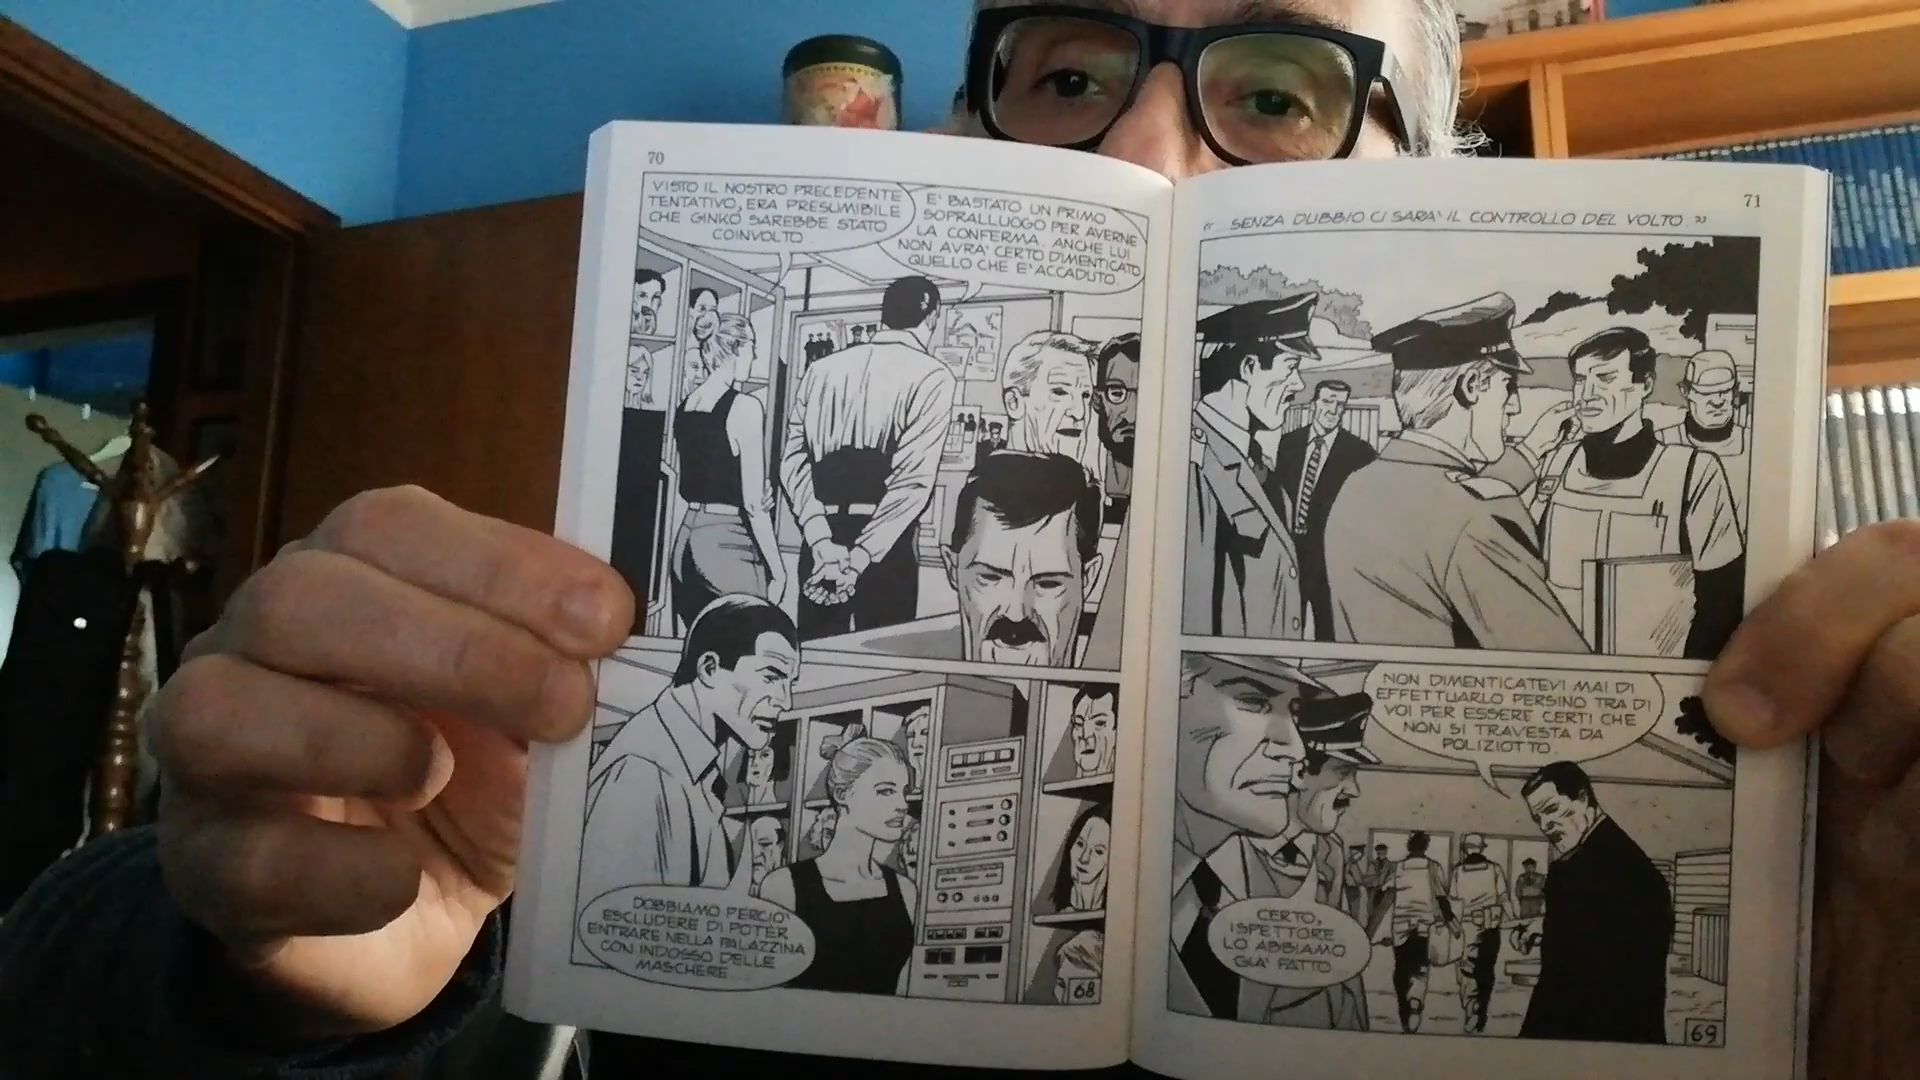 70
VISTO IL NOSTRO PRECEDENTE
TENTATIVO, ERA PRESUMIBILE
CHE GINKO SAREBBE STATO
COINVOLTO
E' BASTATO UN PRIMO
SOPRALLUOGO PER AVERNE
LA CONFERMA. ANCHE LUI
NON AVRA' CERTO DIMENTICATO
QUELLO CHE E' ACCADUTO.
DOBBIAMO PERCIO'
ESCLUDERE DI POTER
ENTRARE NELLA PALAZZINA
CON INDOSSO DELLE
MASCHERE...
68
71
"...SENZA DUBBIO CI SARA' IL CONTROLLO DEL VOLTO."
NON DIMENTICATEVI MAI DI
EFFETTUARLO PERSINO TRA DI
VOI PER ESSERE CERTI CHE
NON SI TRAVESTA DA
POLIZIOTTO.
CERTO,
ISPETTORE
LO ABBIAMO
GIA' FATTO.
69